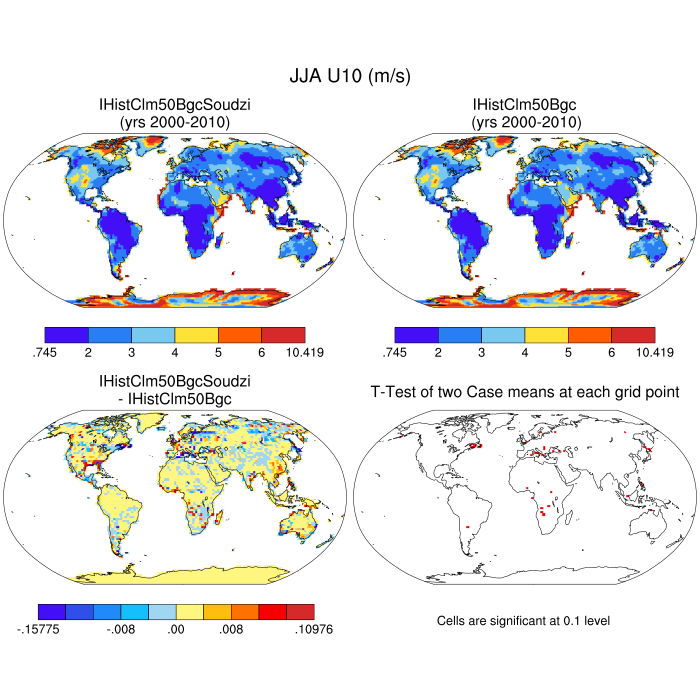 JJA U10 (m/s)
IHistClm50BgcSoudzi
(yrs 2000-2010)
IHistClm50Bgc
(yrs 2000-2010)
.745 2 3 4 5 6 10.419
.745 2 3 4 5 6 10.419
IHistClm50BgcSoudzi
- IHistClm50Bgc
T-Test of two Case means at each grid point
-.15775 -.008 .00 .008 .10976
Cells are significant at 0.1 level